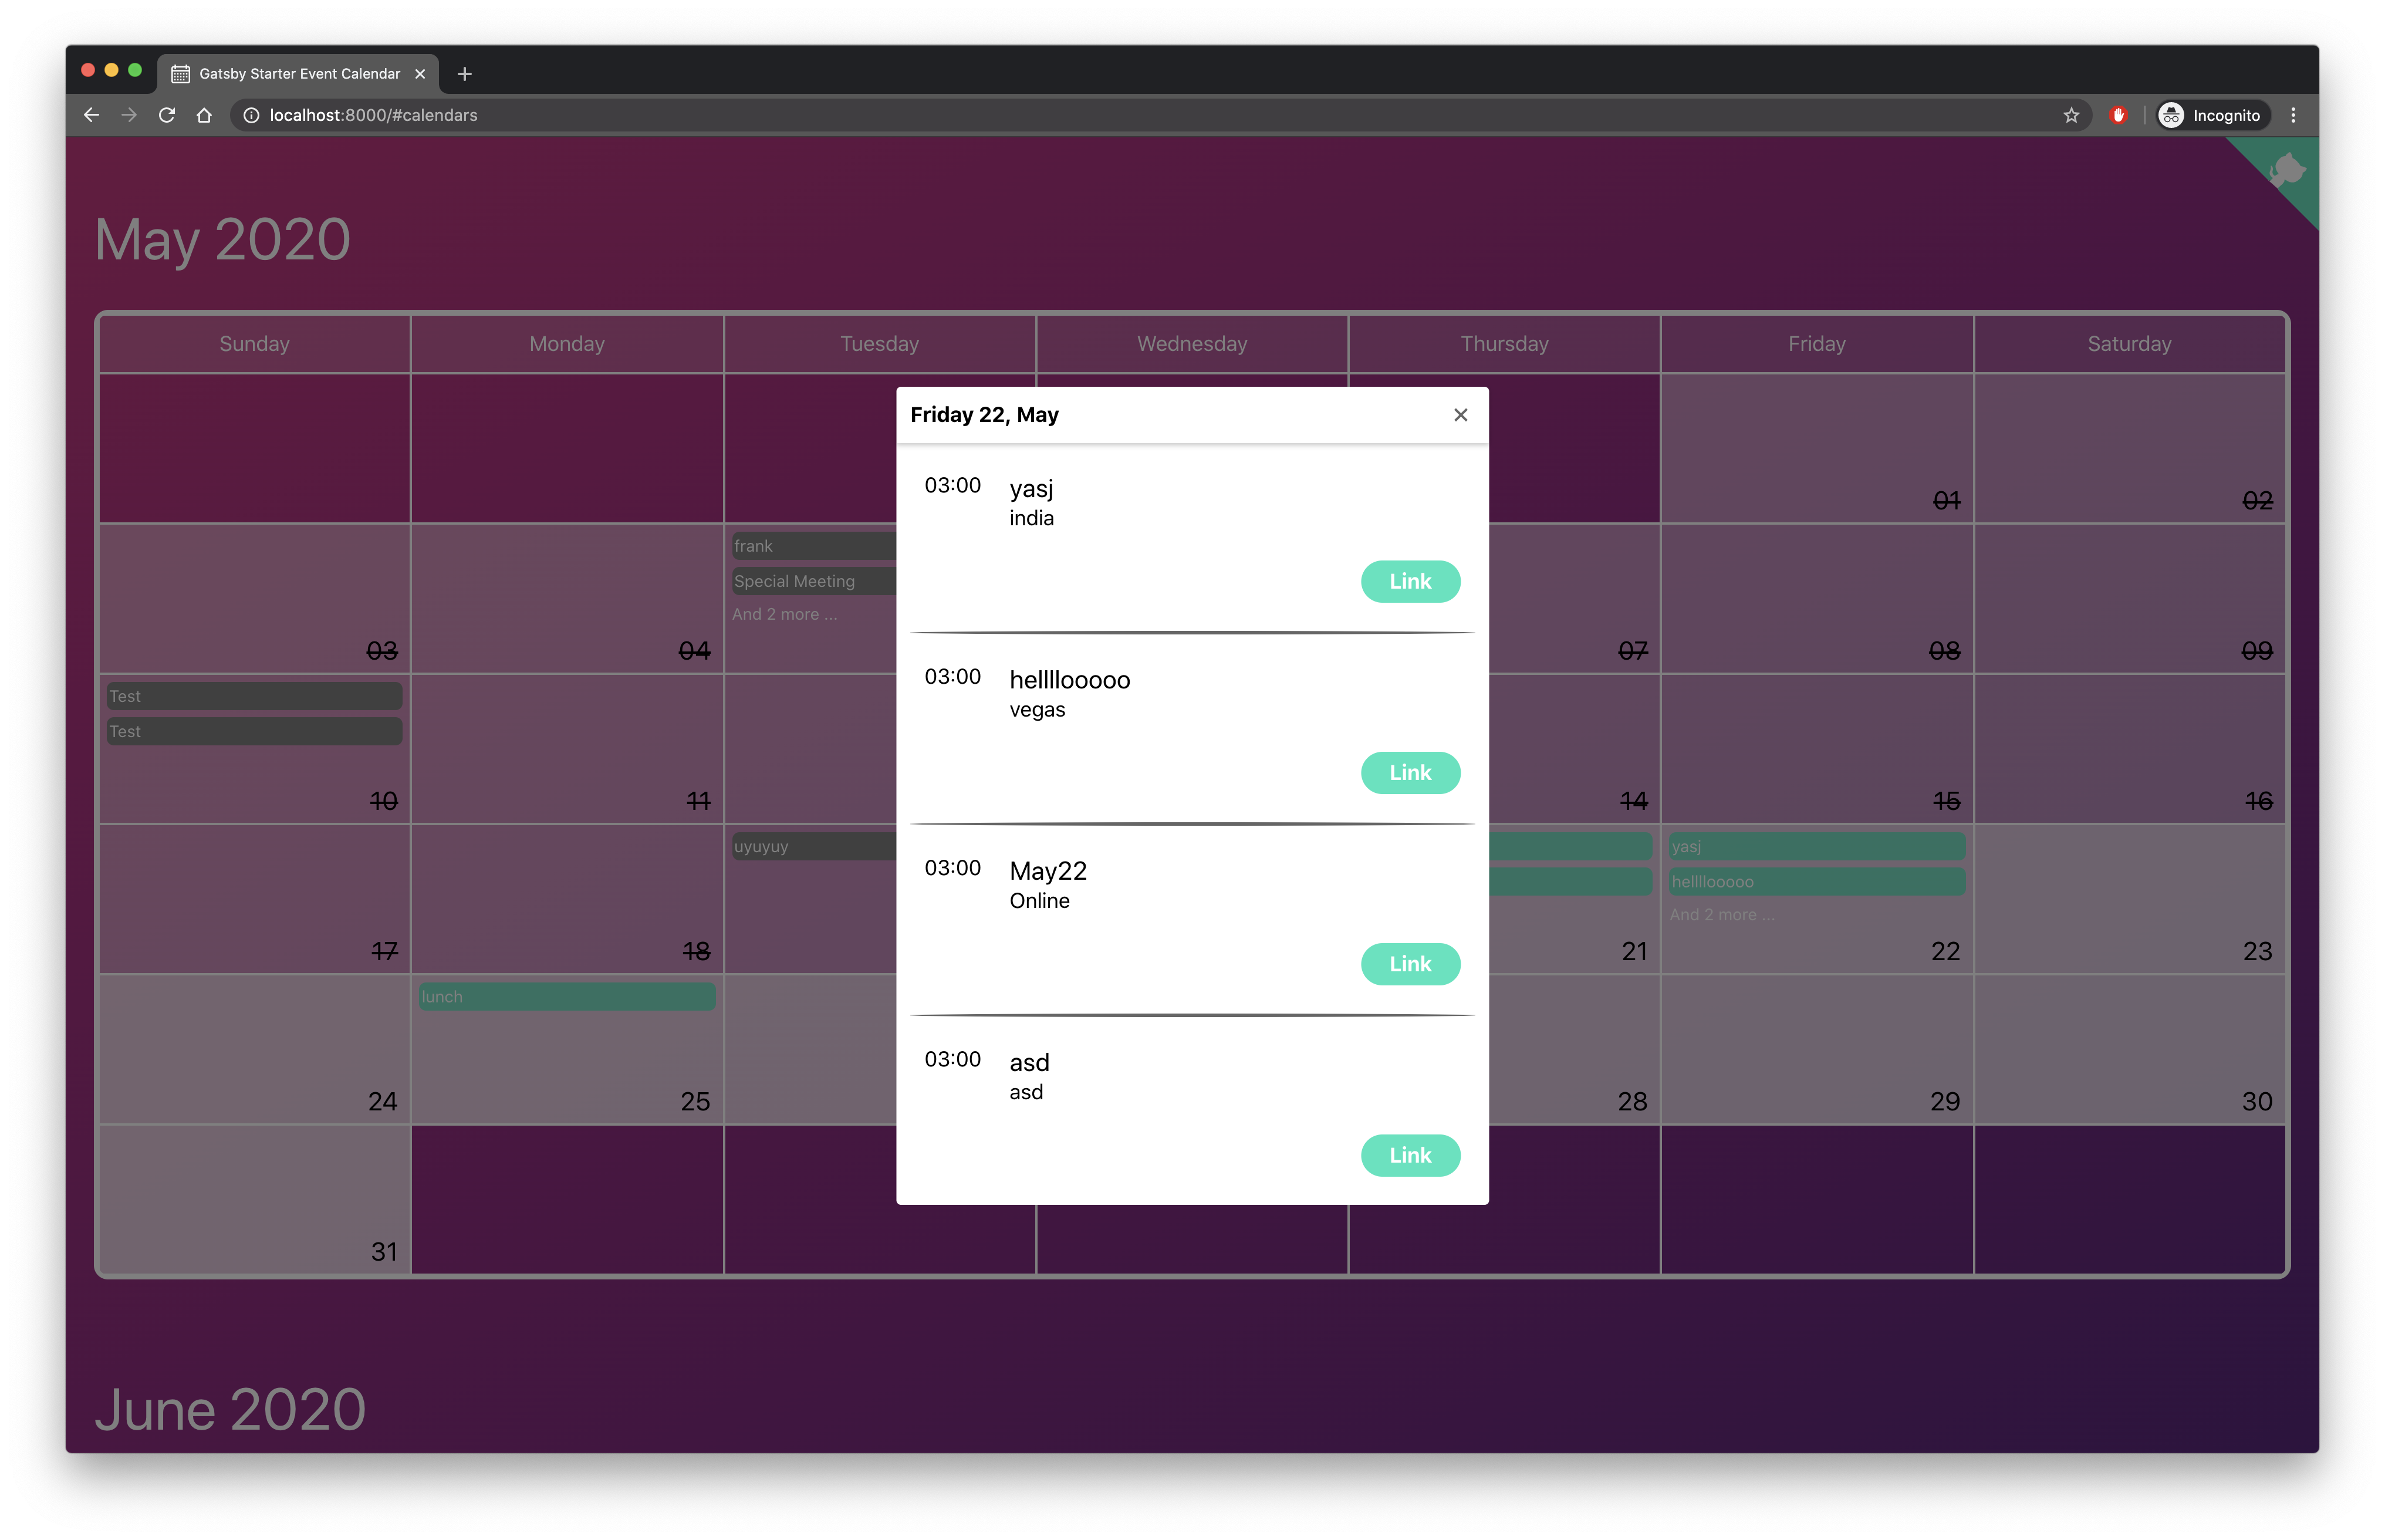 Gatsby Starter Event Calendar
localhost:8000/#calendars
Incognito
May 2020
Sunday Monday Tuesday Wednesday Thursday Friday Saturday
01 02
frank
Special Meeting
And 2 more ...
03 04 07 08 09
Test
Test
10 11 14 15 16
uyuyuy
yasj
hellllooooo
And 2 more ...
17 18 21 22 23
lunch
24 25 28 29 30
31
Friday 22, May
03:00 yasj
india
Link
03:00 hellllooooo
vegas
Link
03:00 May22
Online
Link
03:00 asd
asd
Link
June 2020